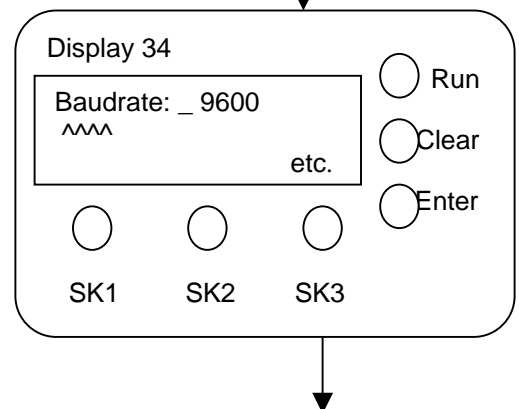 Display 34
Baudrate: _ 9600
^^^^
etc.
Run
Clear
Enter
SK1 SK2 SK3